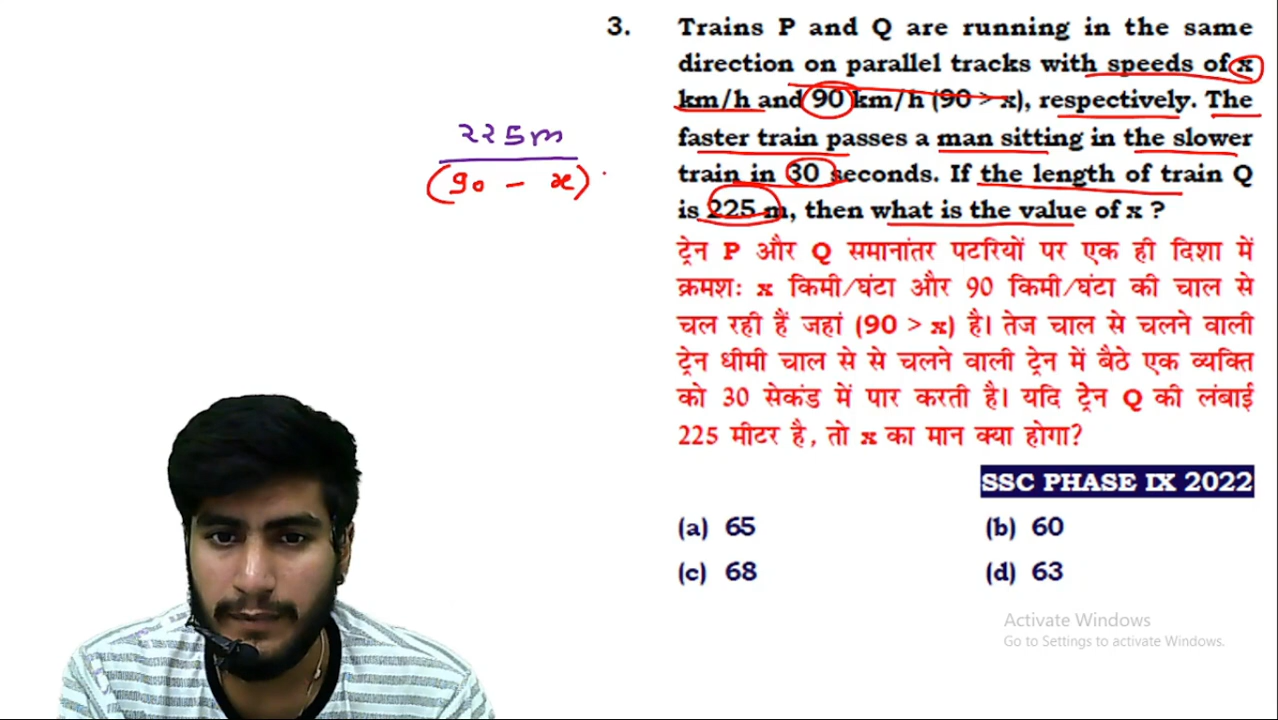 3. Trains P and Q are running in the same
direction on parallel tracks with speeds of x
km/h and 90 km/h (90 > x), respectively. The
faster train passes a man sitting in the slower
train in 30 seconds. If the length of train Q
is 225 m, then what is the value of x ?
225m
(90 - x)
ट्रेन P और Q समानांतर पटरियों पर एक ही दिशा में
क्रमशः x किमी/घंटा और 90 किमी/घंटा की चाल से
चल रही हैं जहां (90 > x) है। तेज चाल से चलने वाली
ट्रेन धीमी चाल से से चलने वाली ट्रेन में बैठे एक व्यक्ति
को 30 सेकंड में पार करती है। यदि ट्रेन Q की लंबाई
225 मीटर है, तो x का मान क्या होगा?
SSC PHASE IX 2022
(a) 65 (b) 60
(c) 68 (d) 63
Activate Windows
Go to Settings to activate Windows.